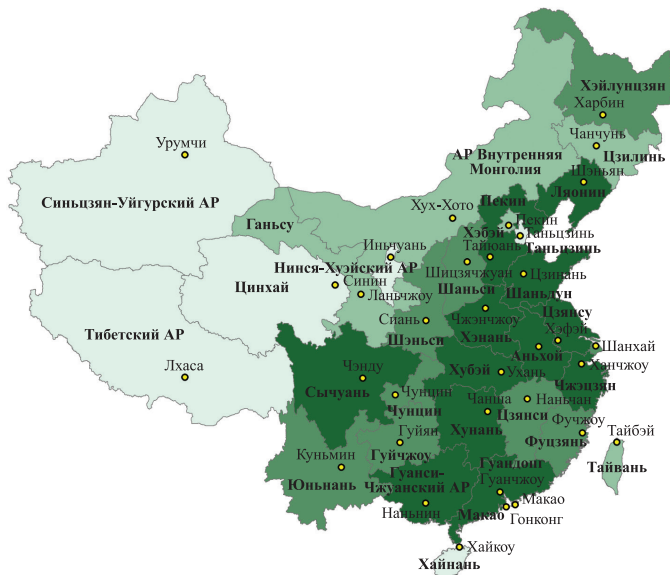 Хэйлунцзян
Харбин
Чанчунь
Цзилинь
Урумчи
АР Внутренняя
Монголия
Шэньян
Ляонин
Синьцзян-Уйгурский АР
Пекин
Ганьсу
Хух-Хото
Пекин
Таньцзинь
Хэбэй
Тайюань
Таньцзинь
Иньчуань
Нинся-Хуэйский АР
Шицзячжуан
Цзинань
Цинхай
Синин
Ланьчжоу
Шаньси
Шаньдун
Цзянсу
Тибетский АР
Сиань
Чжэнчжоу
Хэнань
Хэфэй
Шэньси
Аньхой
Шанхай
Ханчжоу
Лхаса
Чэнду
Хубэй
Ухань
Чжэцзян
Сычуань
Чунцин
Чунцин
Чанша
Наньчан
Цзянси
Хунань
Фучжоу
Тайбэй
Гуйян
Фуцзянь
Куньмин
Гуйчжоу
Тайвань
Юньнань
Гуанси-
Чжуанский АР
Гуандонг
Гуанчжоу
Наньнин
Макао
Макао
Гонконг
Хайкоу
Хайнань